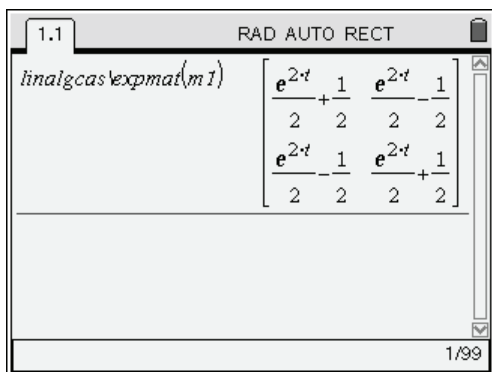 1.1 RAD AUTO RECT
linalgcas\expmat(m1)
e^2·t/2+1/2 e^2·t/2-1/2
e^2·t/2-1/2 e^2·t/2+1/2
1/99